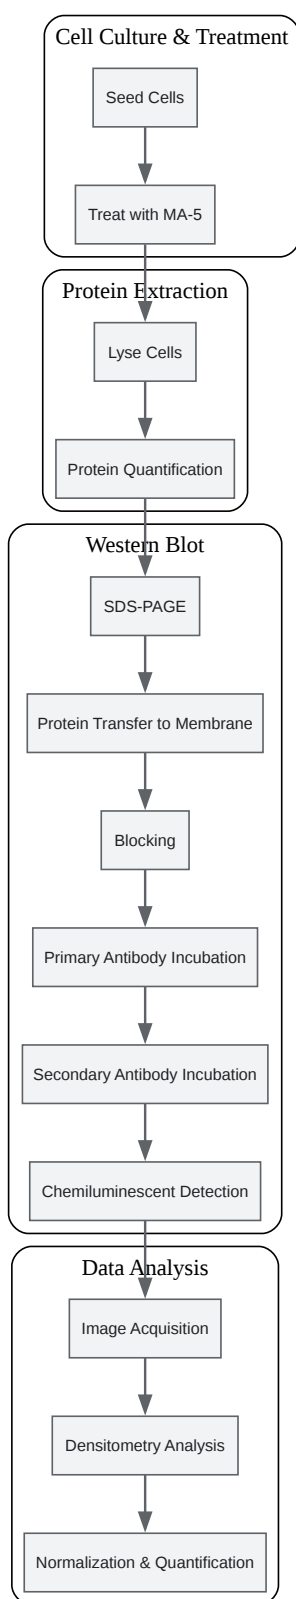 Cell Culture & Treatment
Seed Cells
Treat with MA-5
Protein Extraction
Lyse Cells
Protein Quantification
Western Blot
SDS-PAGE
Protein Transfer to Membrane
Blocking
Primary Antibody Incubation
Secondary Antibody Incubation
Chemiluminescent Detection
Data Analysis
Image Acquisition
Densitometry Analysis
Normalization & Quantification